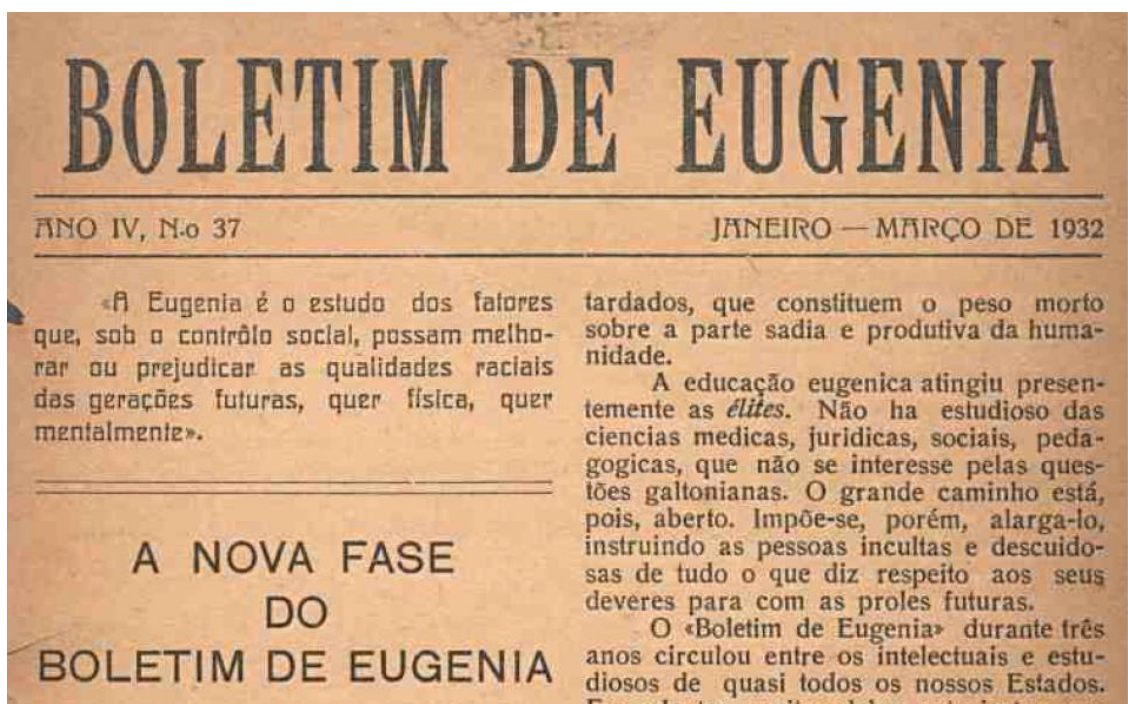 BOLETIM DE EUGENIA
ANO IV, N.o 37
JANEIRO — MARÇO DE 1932
«A Eugenia é o estudo dos fatores
que, sob o contrôlo social, possam melho-
rar ou prejudicar as qualidades raciais
das gerações futuras, quer física, quer
mentalmente».
A NOVA FASE
DO
BOLETIM DE EUGENIA
tardados, que constituem o peso morto
sobre a parte sadia e produtiva da huma-
nidade.
A educação eugenica atingiu presen-
temente as élites. Não ha estudioso das
ciencias medicas, juridicas, sociais, peda-
gogicas, que não se interesse pelas ques-
tões galtonianas. O grande caminho está,
pois, aberto. Impõe-se, porém, alarga-lo,
instruindo as pessoas incultas e descuido-
sas de tudo o que diz respeito aos seus
deveres para com as proles futuras.
O «Boletim de Eugenia» durante três
anos circulou entre os intelectuais e estu-
diosos de quasi todos os nossos Estados.